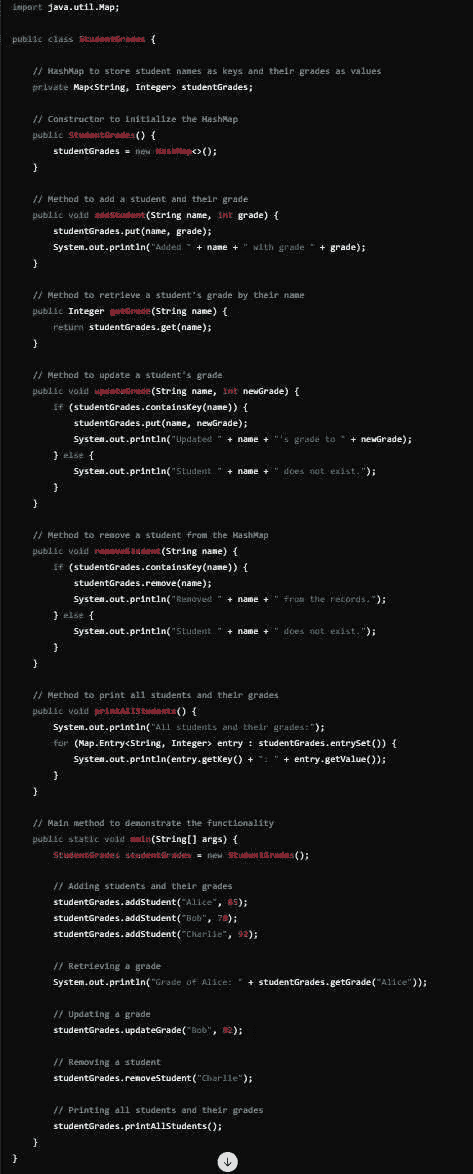 import java.util.Map;
public class StudentGrades {
// HashMap to store student names as keys and their grades as values
private Map<String, Integer> studentGrades;
// Constructor to initialize the HashMap
public StudentGrades() {
studentGrades = new HashMap<>();
}
// Method to add a student and their grade
public void addStudent(String name, int grade) {
studentGrades.put(name, grade);
System.out.println("Added " + name + " with grade " + grade);
}
// Method to retrieve a student's grade by their name
public Integer getGrade(String name) {
return studentGrades.get(name);
}
// Method to update a student's grade
public void updateGrade(String name, int newGrade) {
if (studentGrades.containsKey(name)) {
studentGrades.put(name, newGrade);
System.out.println("Updated " + name + "'s grade to " + newGrade);
} else {
System.out.println("Student " + name + " does not exist.");
}
}
// Method to remove a student from the HashMap
public void removeStudent(String name) {
if (studentGrades.containsKey(name)) {
studentGrades.remove(name);
System.out.println("Removed " + name + " from the records.");
} else {
System.out.println("Student " + name + " does not exist.");
}
}
// Method to print all students and their grades
public void printAllStudents() {
System.out.println("All students and their grades:");
for (Map.Entry<String, Integer> entry : studentGrades.entrySet()) {
System.out.println(entry.getKey() + ": " + entry.getValue());
}
}
// Main method to demonstrate the functionality
public static void main(String[] args) {
StudentGrades studentGrades = new StudentGrades();
// Adding students and their grades
studentGrades.addStudent("Alice", 85);
studentGrades.addStudent("Bob", 78);
studentGrades.addStudent("Charlie", 92);
// Retrieving a grade
System.out.println("Grade of Alice: " + studentGrades.getGrade("Alice"));
// Updating a grade
studentGrades.updateGrade("Bob", 82);
// Removing a student
studentGrades.removeStudent("Charlie");
// Printing all students and their grades
studentGrades.printAllStudents();
}
}